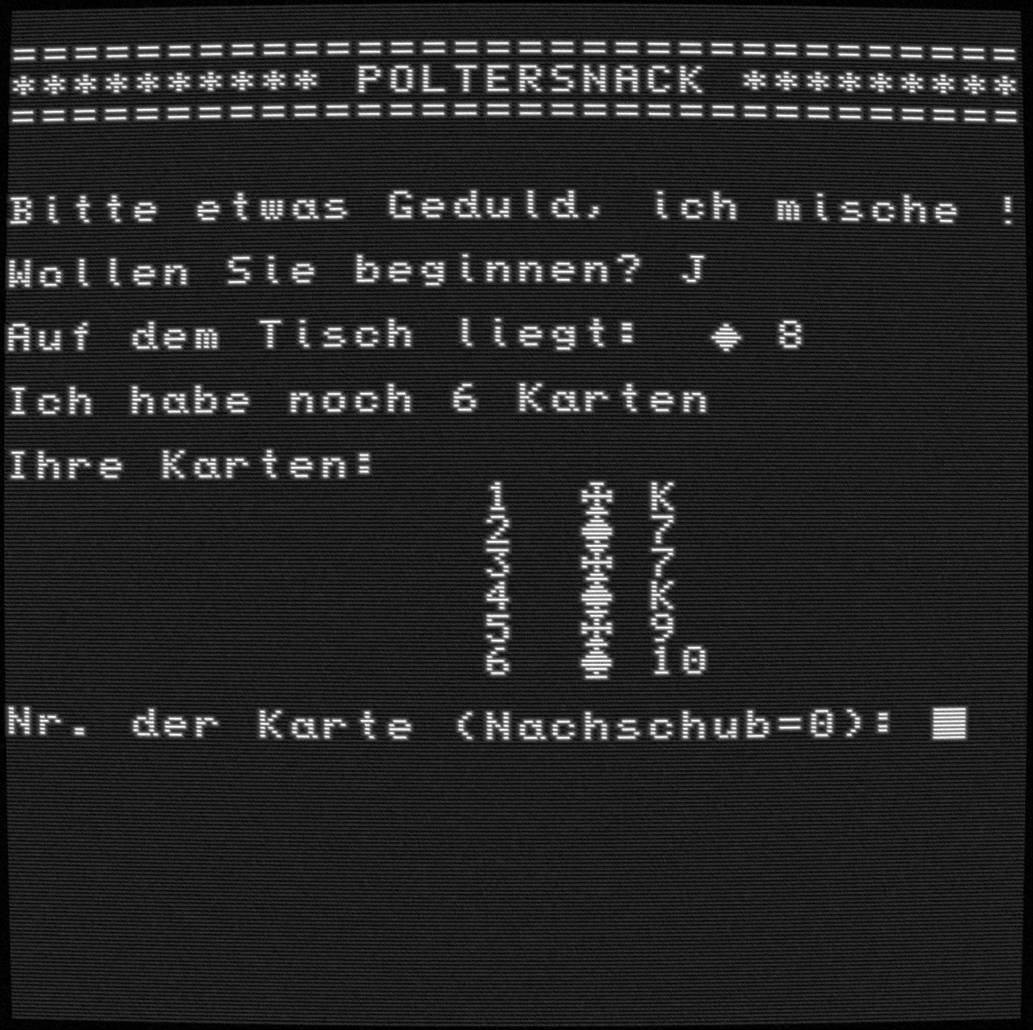 =================================
********** POLTERSNACK *********
=================================
Bitte etwas Geduld, ich mische !
Wollen Sie beginnen? J
Auf dem Tisch liegt: ♦ 8
Ich habe noch 6 Karten
Ihre Karten:
1 ♣ K
2 ♠ 7
3 ♣ 7
4 ♠ K
5 ♣ 9
6 ♠ 10
Nr. der Karte (Nachschub=0):